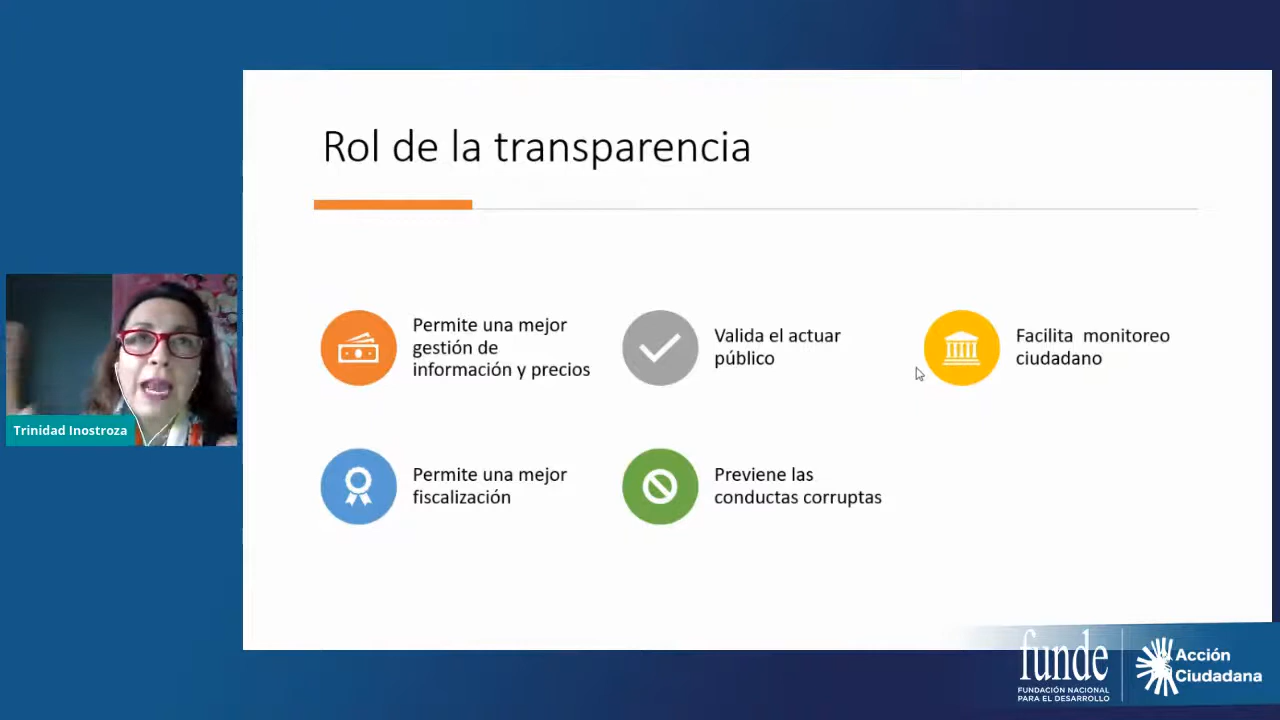 Rol de la transparencia
Permite una mejor
gestión de
información y precios
Valida el actuar
público
Facilita monitoreo
ciudadano
Permite una mejor
fiscalización
Previene las
conductas corruptas
Trinidad Inostroza
funde
FUNDACIÓN NACIONAL
PARA EL DESARROLLO
Acción
Ciudadana